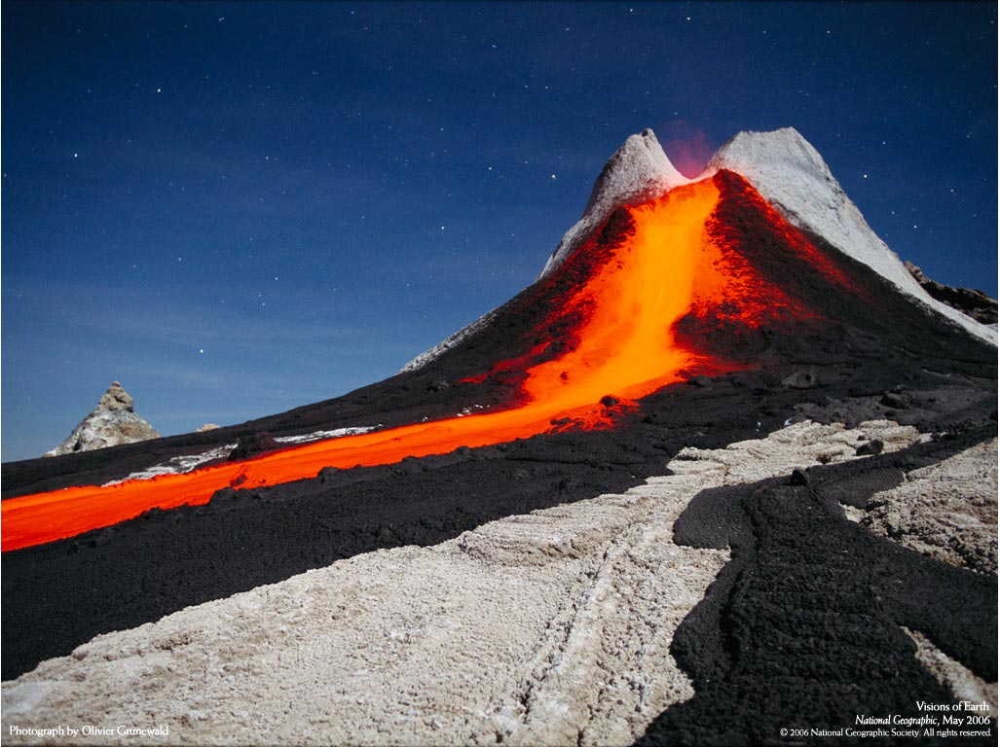 Photograph by Olivier Grunewald
Visions of Earth
National Geographic, May 2006
© 2006 National Geographic Society. All rights reserved.